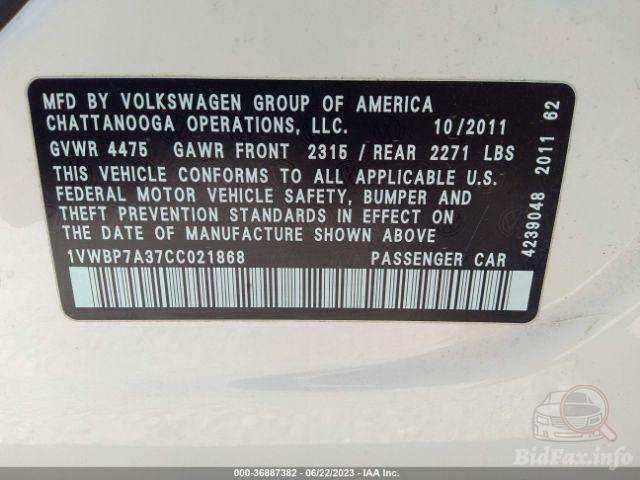 MFD BY VOLKSWAGEN GROUP OF AMERICA
CHATTANOOGA OPERATIONS, LLC. 10/2011
GVWR 4475 GAWR FRONT 2315 / REAR 2271 LBS
THIS VEHICLE CONFORMS TO ALL APPLICABLE U.S.
FEDERAL MOTOR VEHICLE SAFETY, BUMPER AND
THEFT PREVENTION STANDARDS IN EFFECT ON
THE DATE OF MANUFACTURE SHOWN ABOVE
1VWBP7A37CC021868 PASSENGER CAR
4239048 2011 62
000-36887382 - 06/22/2023 - IAA Inc.
BidFax.info